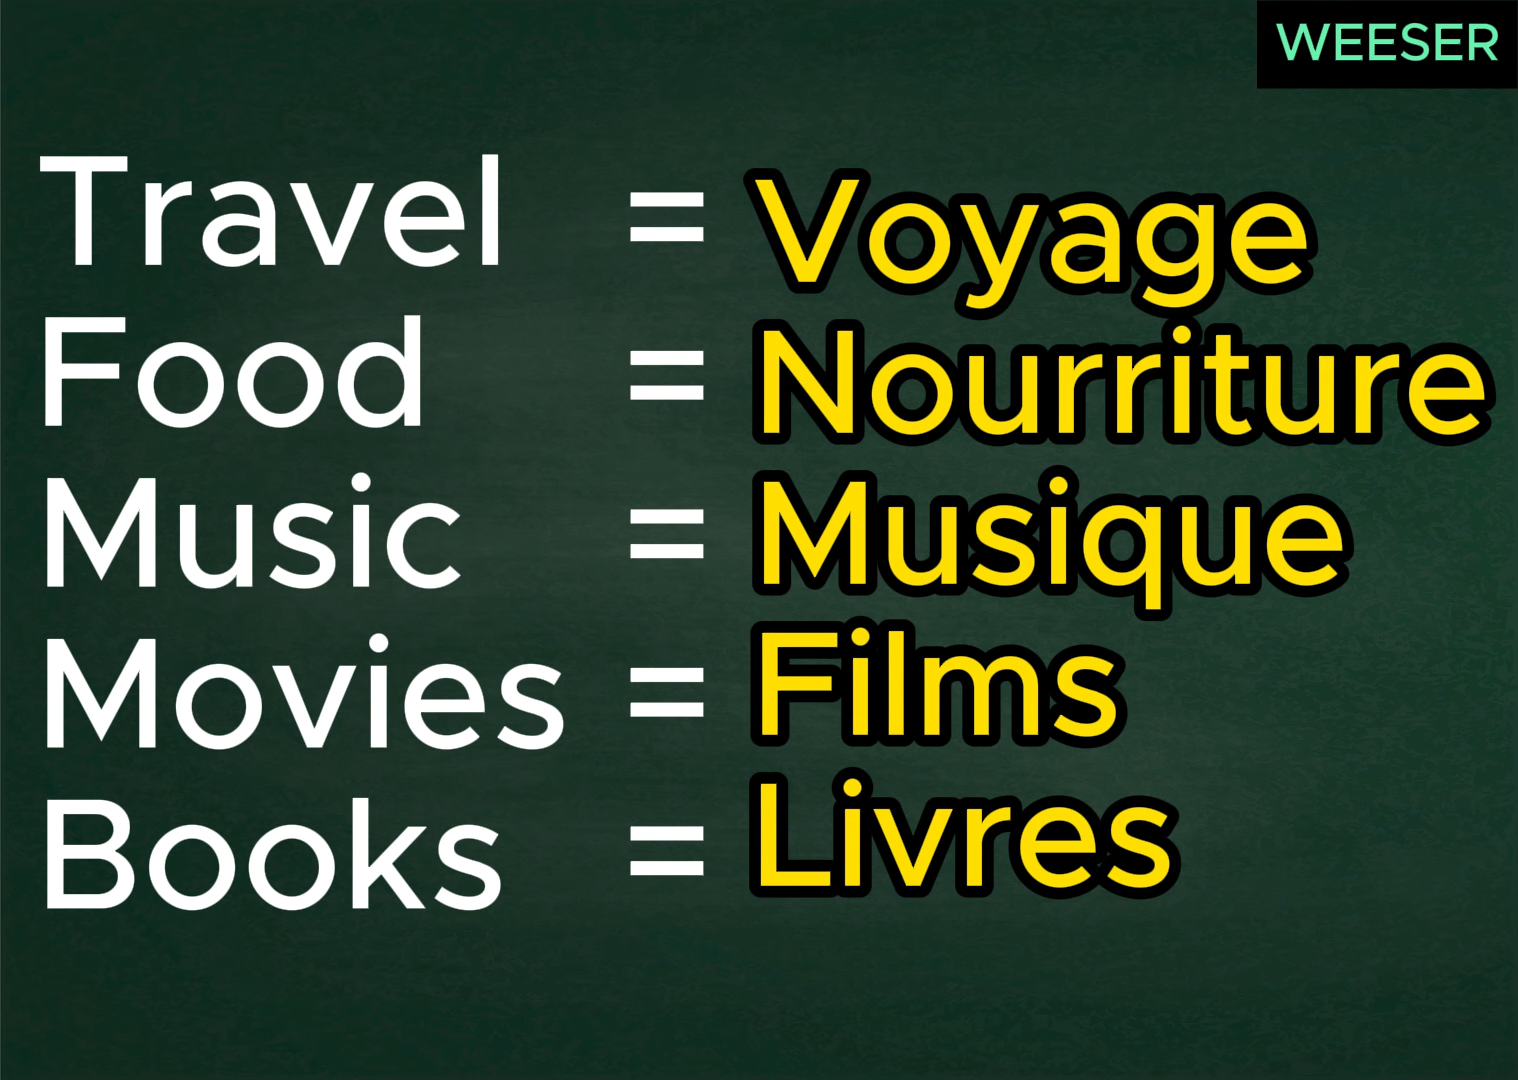 WEESER
Travel = Voyage
Food = Nourriture
Music = Musique
Movies = Films
Books = Livres